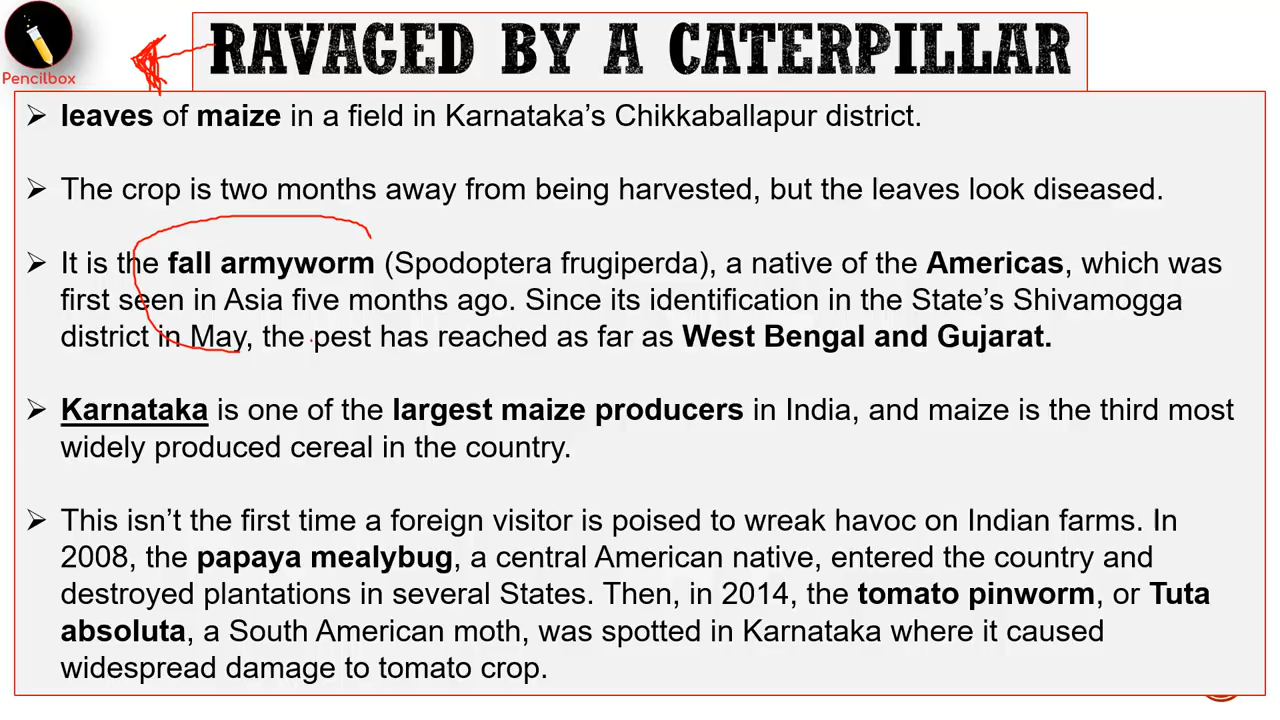 Pencilbox
RAVAGED BY A CATERPILLAR
➢ leaves of maize in a field in Karnataka's Chikkaballapur district.
➢ The crop is two months away from being harvested, but the leaves look diseased.
➢ It is the fall armyworm (Spodoptera frugiperda), a native of the Americas, which was
first seen in Asia five months ago. Since its identification in the State's Shivamogga
district in May, the pest has reached as far as West Bengal and Gujarat.
➢ Karnataka is one of the largest maize producers in India, and maize is the third most
widely produced cereal in the country.
➢ This isn't the first time a foreign visitor is poised to wreak havoc on Indian farms. In
2008, the papaya mealybug, a central American native, entered the country and
destroyed plantations in several States. Then, in 2014, the tomato pinworm, or Tuta
absoluta, a South American moth, was spotted in Karnataka where it caused
widespread damage to tomato crop.